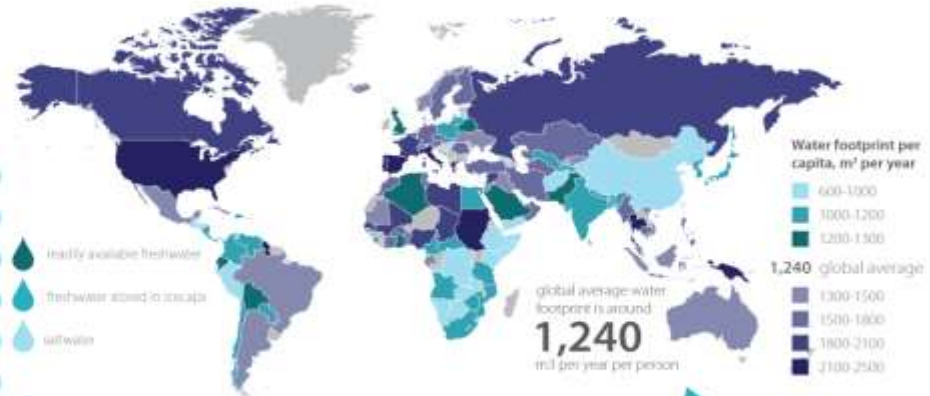 Water footprint per
capita, m³ per year
600-1000
1000-1200
1200-1300
1,240 global average
1300-1500
1500-1800
1800-2100
2100-2500
readily available freshwater
freshwater stored in icecaps
saltwater
global average water
footprint is around
1,240
m3 per year per person